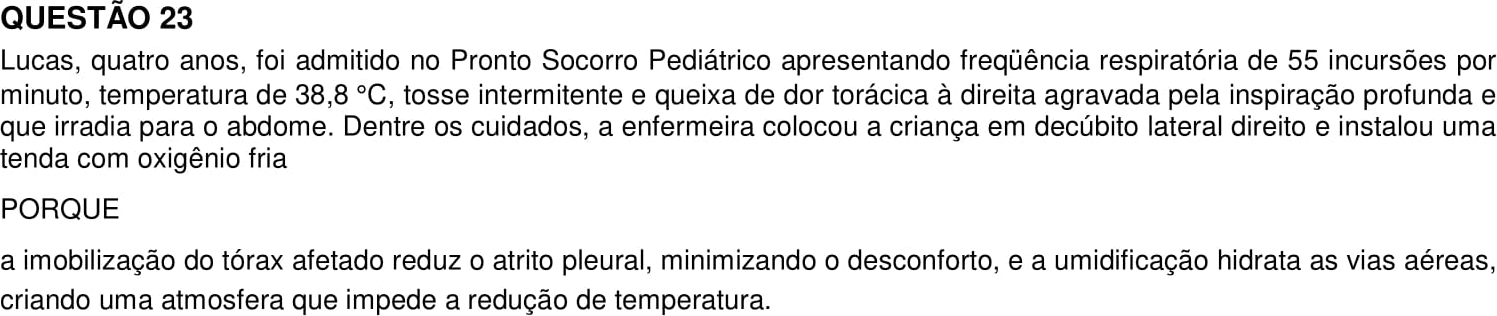 QUESTÃO 23
Lucas, quatro anos, foi admitido no Pronto Socorro Pediátrico apresentando freqüência respiratória de 55 incursões por
minuto, temperatura de 38,8 °C, tosse intermitente e queixa de dor torácica à direita agravada pela inspiração profunda e
que irradia para o abdome. Dentre os cuidados, a enfermeira colocou a criança em decúbito lateral direito e instalou uma
tenda com oxigênio fria
PORQUE
a imobilização do tórax afetado reduz o atrito pleural, minimizando o desconforto, e a umidificação hidrata as vias aéreas,
criando uma atmosfera que impede a redução de temperatura.